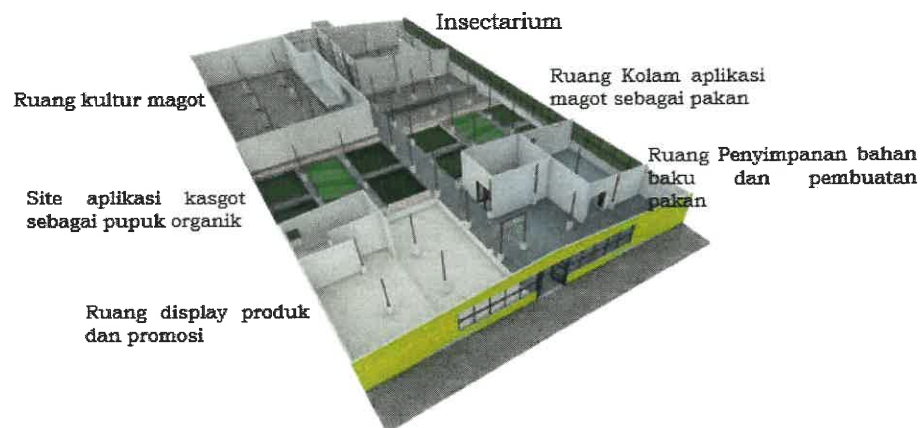 Insectarium
Ruang Kolam aplikasi
magot sebagai pakan
Ruang kultur magot
Ruang Penyimpanan bahan
baku dan pembuatan
pakan
Site aplikasi kasgot
sebagai pupuk organik
Ruang display produk
dan promosi